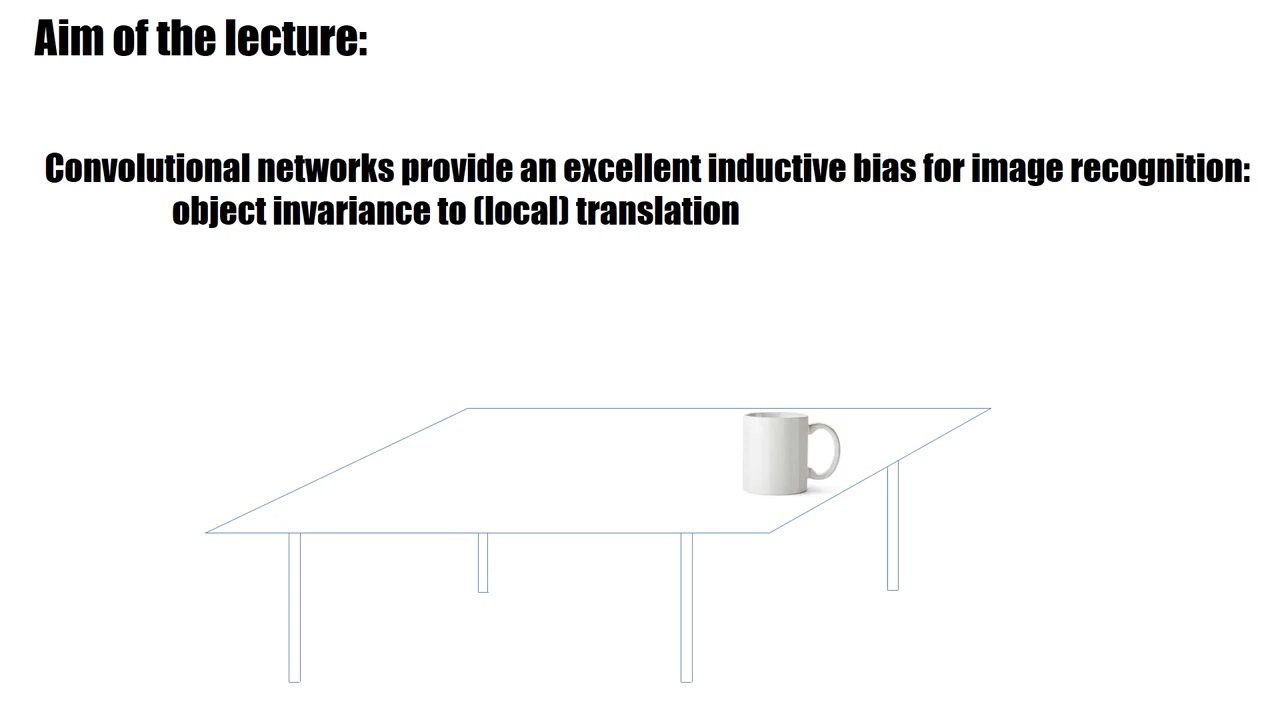 Aim of the lecture:
Convolutional networks provide an excellent inductive bias for image recognition:
object invariance to (local) translation